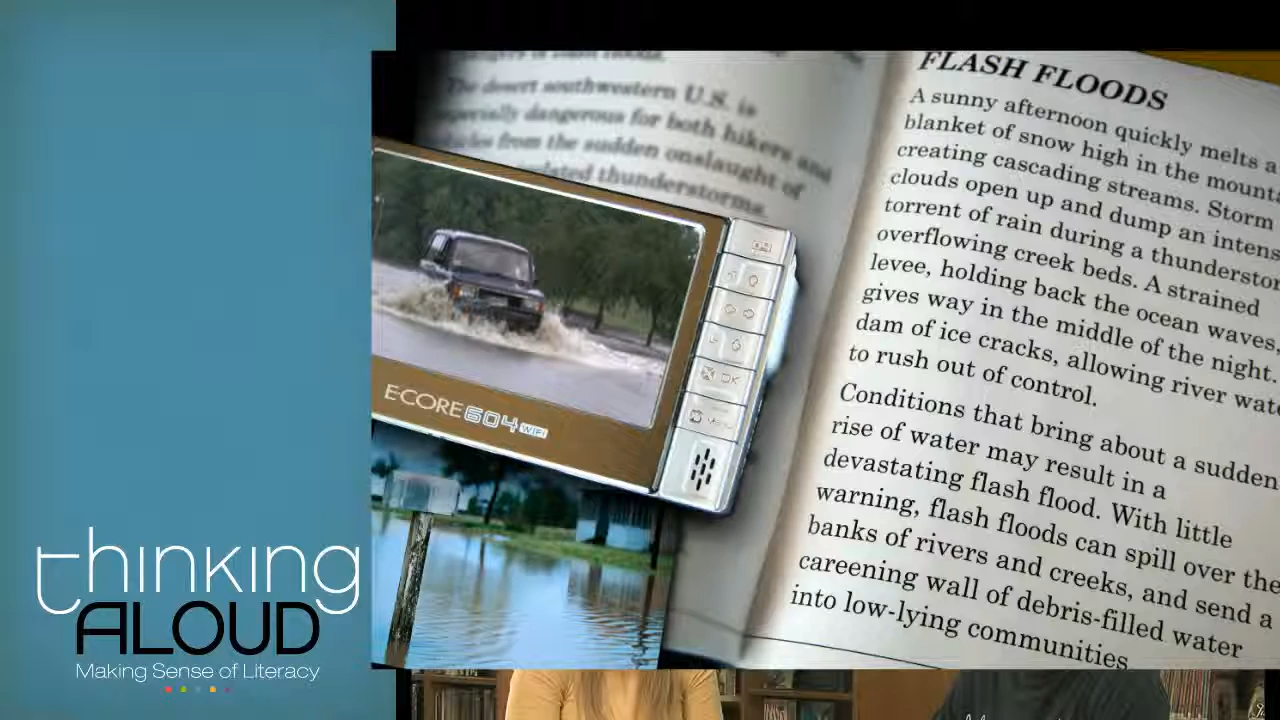 The desert southwestern U.S. is
especially dangerous for both hikers and
from the sudden onslaught of
thunderstorms.
FLASH FLOODS
A sunny afternoon quickly melts a
blanket of snow high in the
creating cascading streams. Storm
clouds open up and dump an
torrent of rain during a
overflowing creek beds. A strained
levee, holding back the ocean waves,
gives way in the middle of the night.
dam of ice cracks, allowing river
to rush out of control.
Conditions that bring about a sudden
rise of water may result in a
devastating flash flood. With little
warning, flash floods can spill over the
banks of rivers and creeks, and send a
careening wall of debris-filled water
into low-lying communities
OK
E-CORE 604 WIFI
thinking
ALOUD
Making Sense of Literacy